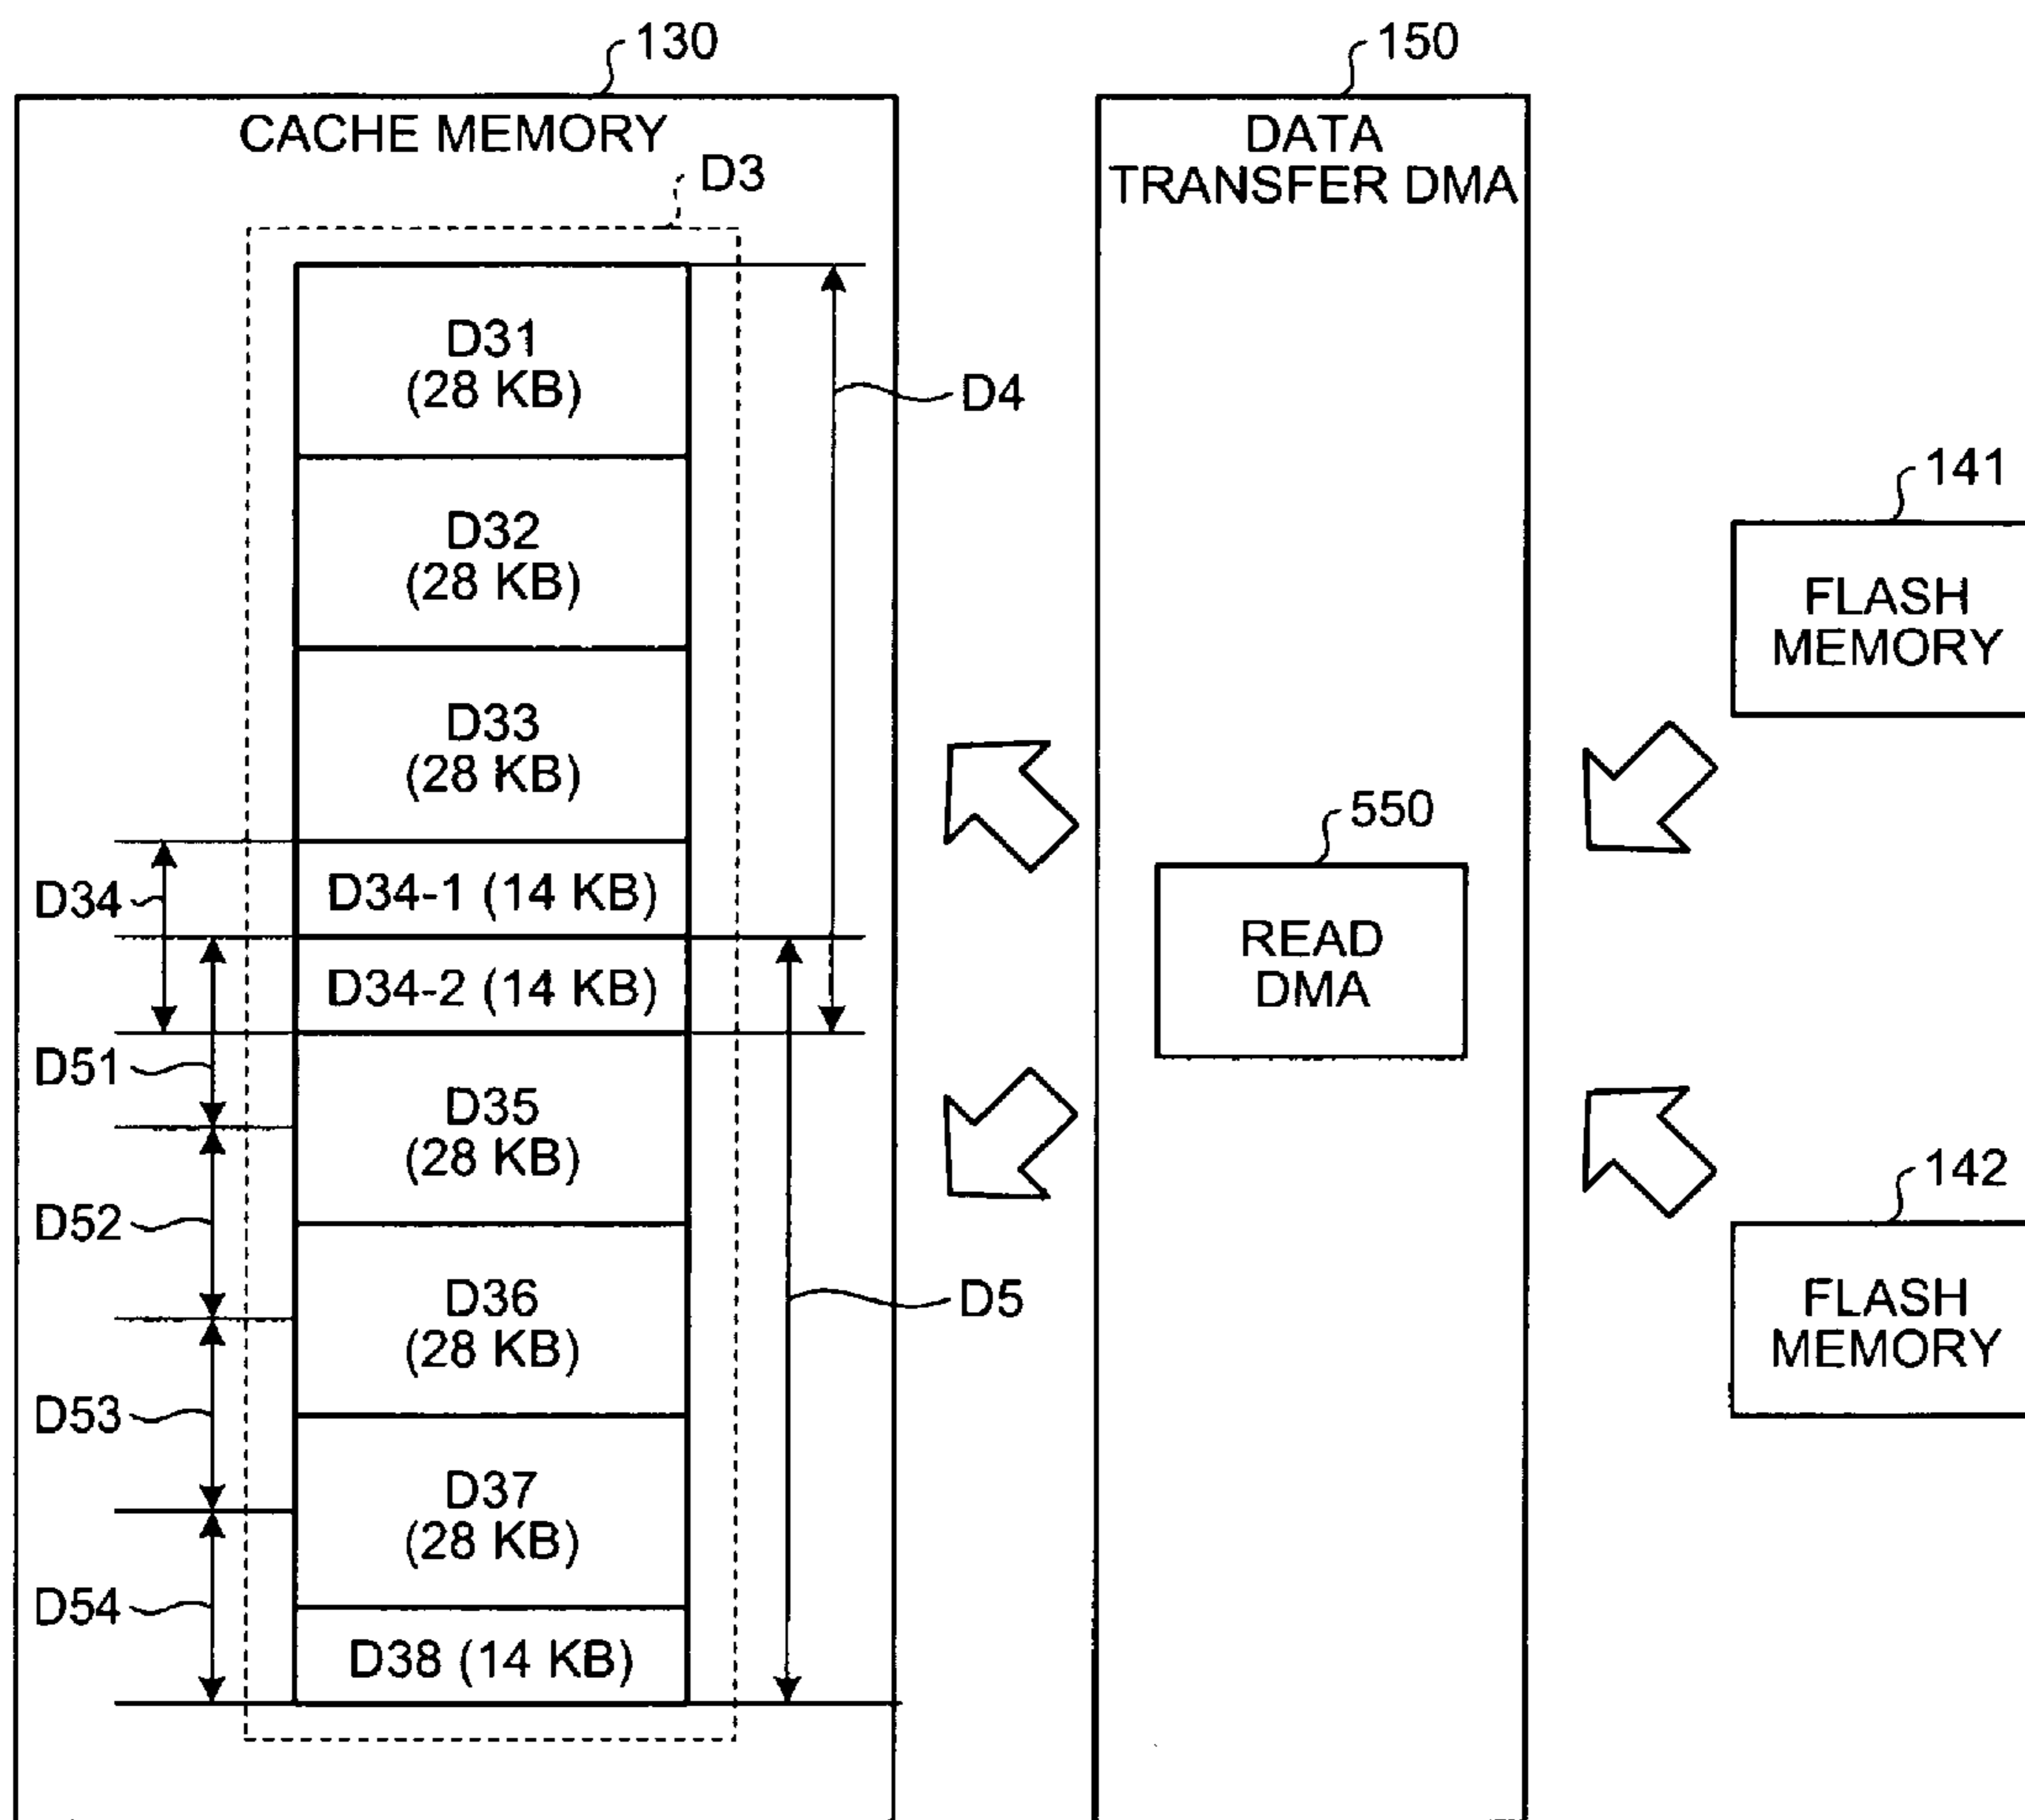 130
150
CACHE MEMORY
DATA
TRANSFER DMA
D3
D31
(28 KB)
D4
D32
(28 KB)
141
FLASH
MEMORY
D33
(28 KB)
550
D34
D34-1 (14 KB)
READ
DMA
D34-2 (14 KB)
D51
D35
(28 KB)
142
D52
D36
(28 KB)
D5
FLASH
MEMORY
D53
D37
(28 KB)
D54
D38 (14 KB)